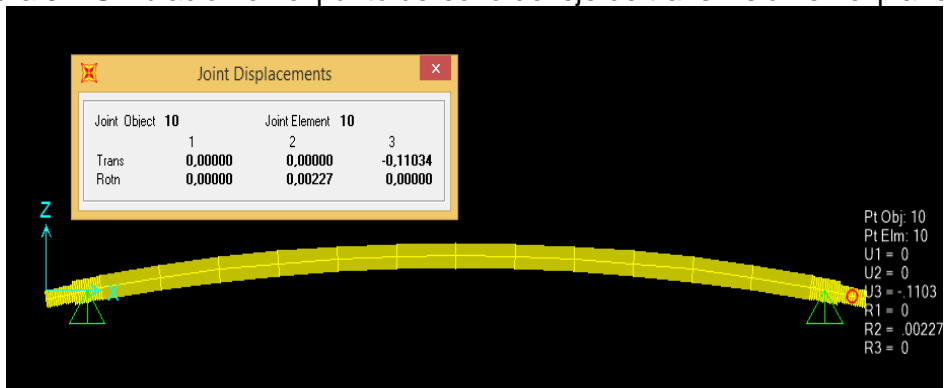 Joint Displacements
x
Joint Object 10 Joint Element 10
1 2 3
Trans 0,00000 0,00000 -0,11034
Rotn 0,00000 0,00227 0,00000
Z
X
Pt Obj: 10
Pt Elm: 10
U1 = 0
U2 = 0
U3 = -.1103
R1 = 0
R2 = .00227
R3 = 0